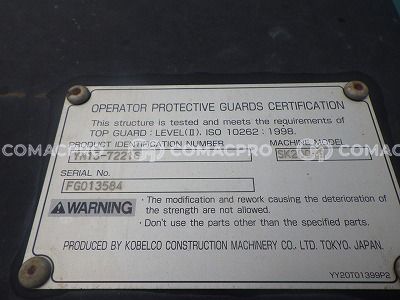 OPERATOR PROTECTIVE GUARDS CERTIFICATION
This structure is tested and meets the requirements of
TOP GUARD : LEVEL(Ⅱ), ISO 10262 : 1998.
PRODUCT IDENTIFICATION NUMBER MACHINE MODEL
COMACPRO COMACPRO COMACPRO
SERIAL No.
FG013584
WARNING
· The modification and rework causing the deterioration of
the strength are not allowed.
· Don't use the parts other than the specified parts.
PRODUCED BY KOBELCO CONSTRUCTION MACHINERY CO., LTD. TOKYO, JAPAN.
YY20T01399P2